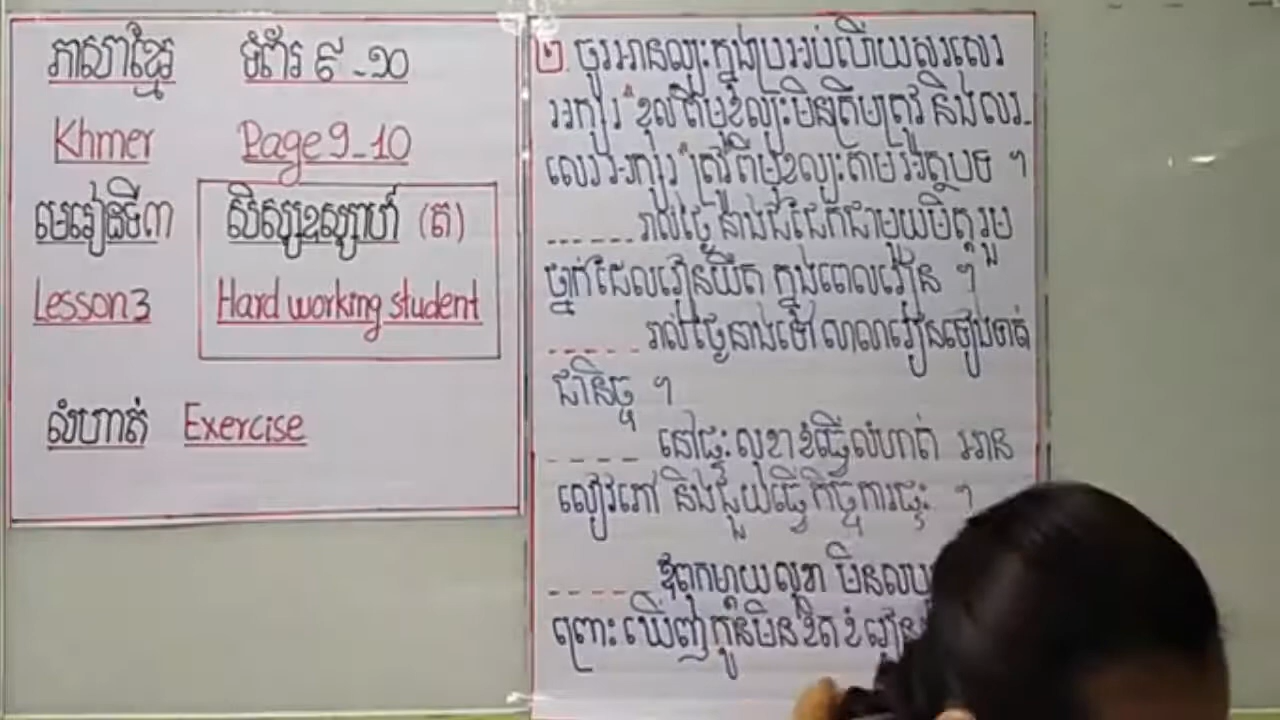 ភាសាខ្មែរ ទំព័រ ៩ _ ១០
Khmer Page 9_10
មេរៀនទី៣ សិស្សឧស្សាហ៍ (ត)
Lesson 3 Hard working student
លំហាត់ Exercise
២. ចូរអានល្បះក្នុងប្រអប់ហើយសរសេរ
អក្សរ "ខុស" ពីមុខល្បះមិនត្រឹមត្រូវ និងសរ_
សេរអក្សរ "ត្រូវ" ពីមុខល្បះតាមអត្ថបទ ។
______ រាល់ថ្ងៃ នាងជជែកជាមួយមិត្តរួម
ថ្នាក់ដែលរៀនយឺត ក្នុងពេលរៀន ។
______ រាល់ថ្ងៃនាងទៅសាលារៀនទៀងទាត់
ជានិច្ច ។
______ នៅផ្ទះ សុខាខំធ្វើលំហាត់ អាន
សៀវភៅ និងជួយធ្វើកិច្ចការផ្ទះ ។
______ ឪពុកម្ដាយសុខា មិនសប្បា
ព្រោះ ឃើញកូនមិនខិតខំរៀន